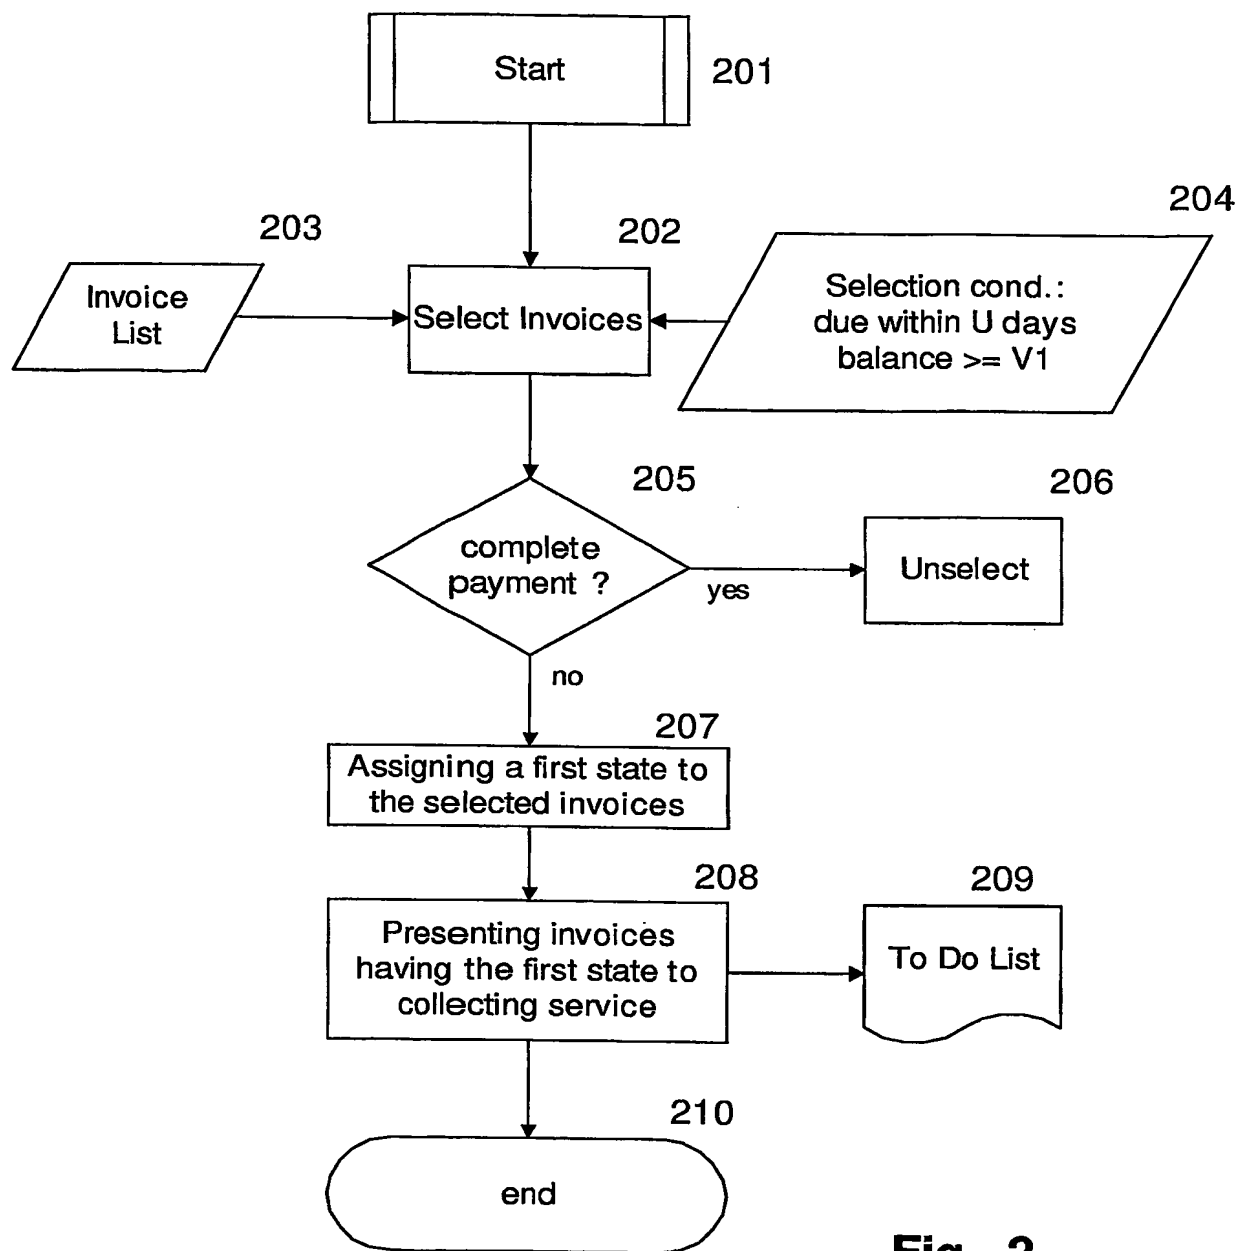 Start
201
203
202
204
Invoice
List
Select Invoices
Selection cond.:
due within U days
balance >= V1
205
206
complete
payment ?
yes
Unselect
no
207
Assigning a first state to
the selected invoices
208
209
Presenting invoices
having the first state to
collecting service
To Do List
210
end
Fig. 2